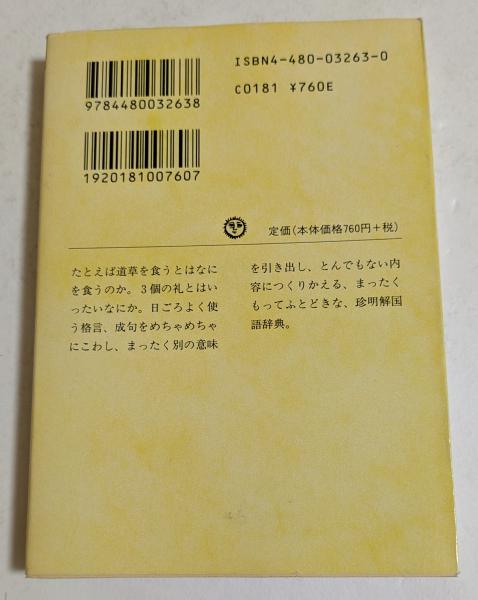 ISBN4-480-03263-0
9784480032638
C0181 ¥760E
1920181007607
定価(本体価格760円+税)
たとえば道草を食うとはなに
を食うのか。3個の礼とはい
ったいなにか。日ごろよく使
う格言、成句をめちゃめちゃ
にこわし、まったく別の意味
を引き出し、とんでもない内
容につくりかえる、まったく
もってふとどきな、珍明解国
語辞典。